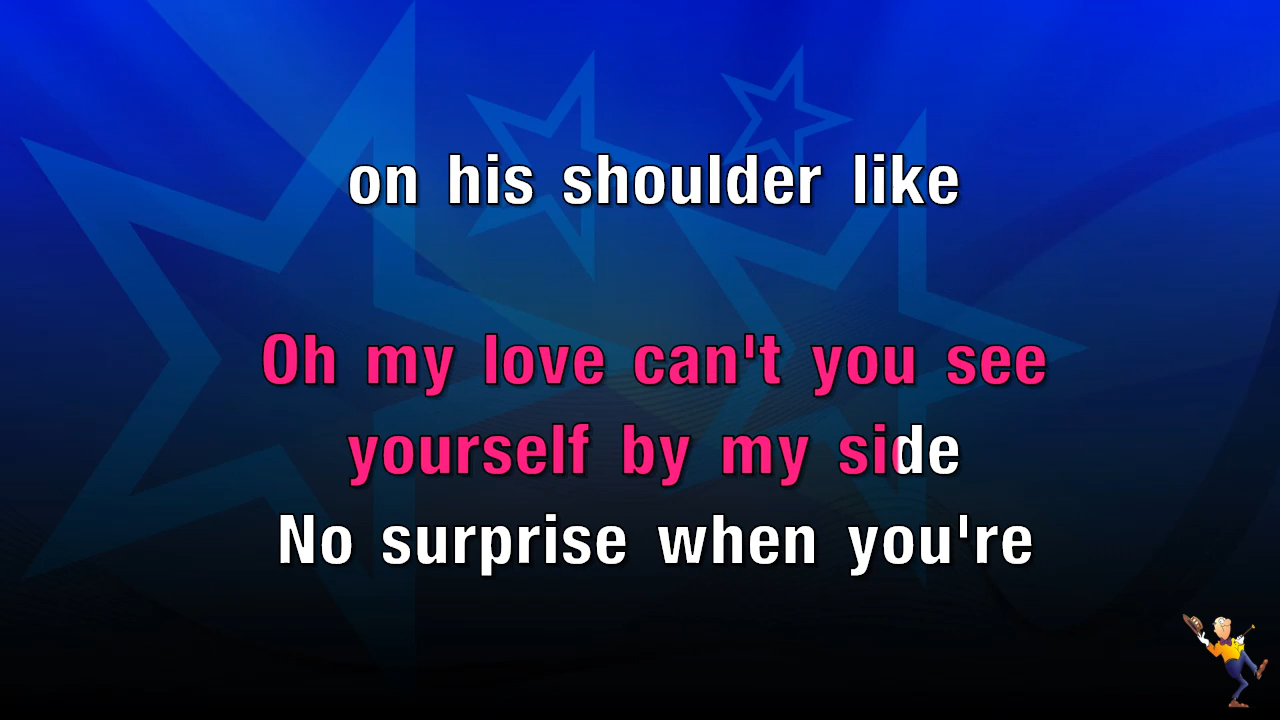 on his shoulder like
Oh my love can't you see
yourself by my side
No surprise when you're